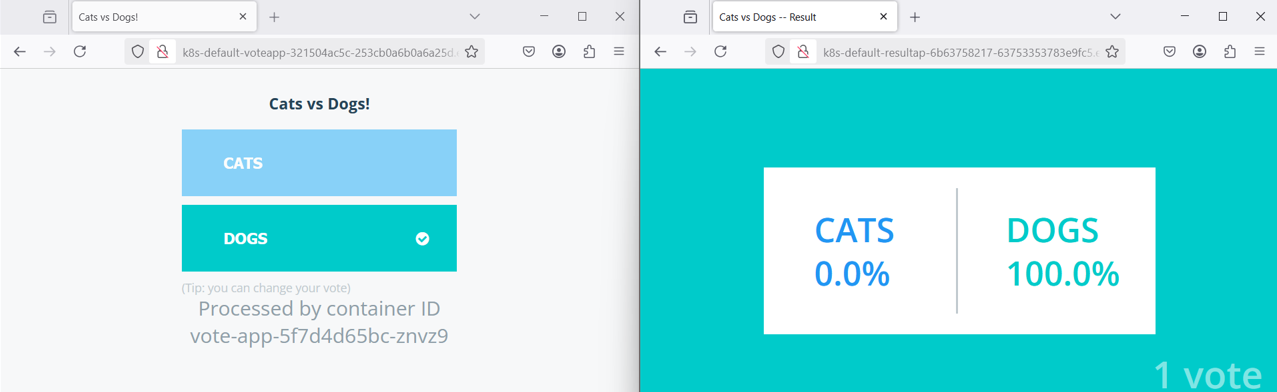 Cats vs Dogs!
k8s-default-voteapp-321504ac5c-253cb0a6b0a6a25d.
Cats vs Dogs!
CATS
DOGS
(Tip: you can change your vote)
Processed by container ID
vote-app-5f7d4d65bc-znvz9
Cats vs Dogs -- Result
k8s-default-resultap-6b63758217-63753353783e9fc5.e
CATS
0.0%
DOGS
100.0%
1 vote